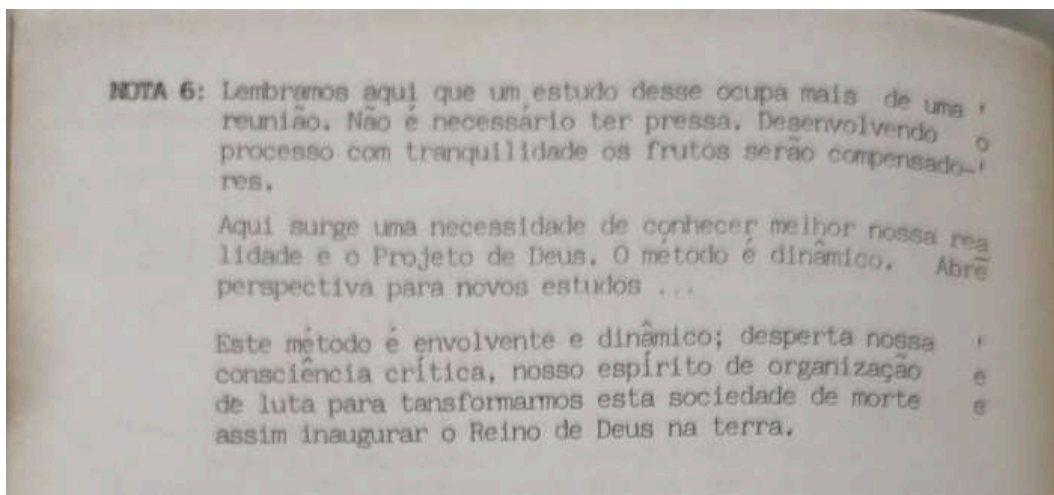 NOTA 6: Lembramos aqui que um estudo desse ocupa mais de uma '
reunião. Não é necessário ter pressa. Desenvolvendo o
processo com tranquilidade os frutos serão compensado-'
res.
Aqui surge uma necessidade de conhecer melhor nossa rea
lidade e o Projeto de Deus. O método é dinâmico. Abre
perspectiva para novos estudos ...
Este método é envolvente e dinâmico; desperta nossa '
consciência crítica, nosso espírito de organização e
de luta para tansformarmos esta sociedade de morte e
assim inaugurar o Reino de Deus na terra.